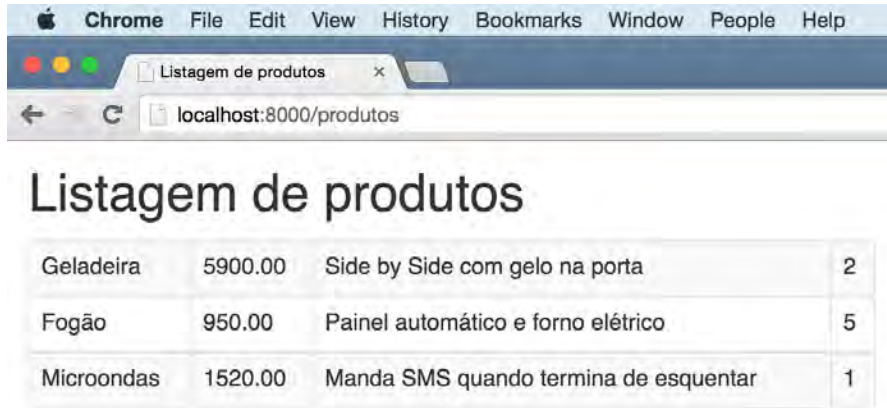 Chrome File Edit View History Bookmarks Window People Help
Listagem de produtos
localhost:8000/produtos
Listagem de produtos
Geladeira 5900.00 Side by Side com gelo na porta 2
Fogão 950.00 Painel automático e forno elétrico 5
Microondas 1520.00 Manda SMS quando termina de esquentar 1